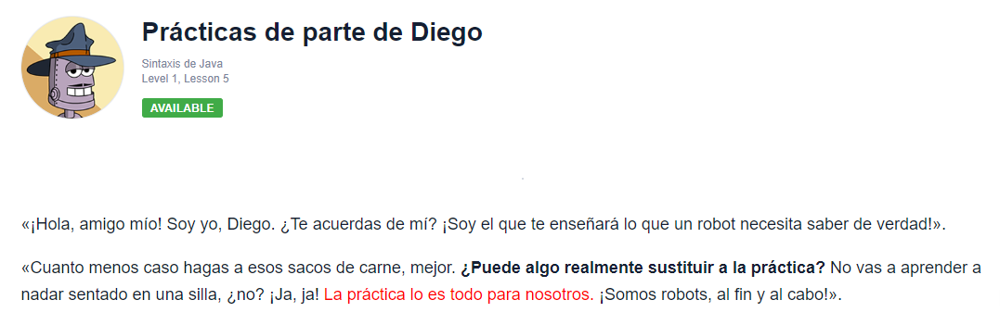 Prácticas de parte de Diego
Sintaxis de Java
Level 1, Lesson 5
AVAILABLE
«¡Hola, amigo mío! Soy yo, Diego. ¿Te acuerdas de mí? ¡Soy el que te enseñará lo que un robot necesita saber de verdad!».
«Cuanto menos caso hagas a esos sacos de carne, mejor. ¿Puede algo realmente sustituir a la práctica? No vas a aprender a
nadar sentado en una silla, ¿no? ¡Ja, ja! La práctica lo es todo para nosotros. ¡Somos robots, al fin y al cabo!».